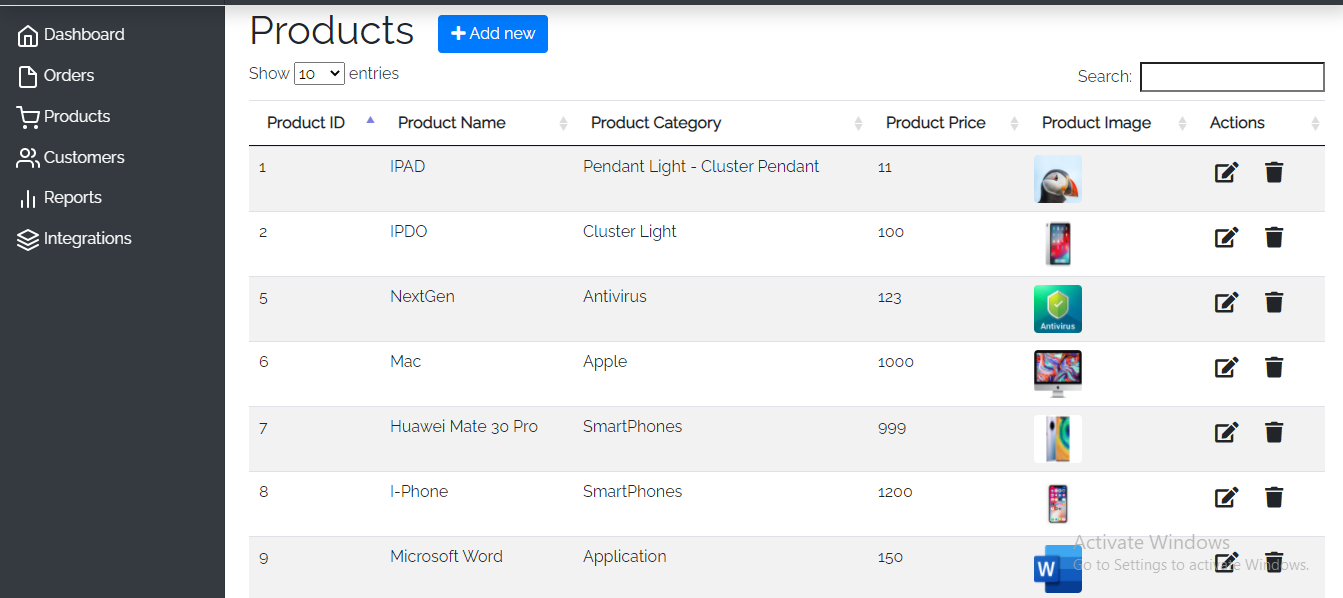 Dashboard
Orders
Products
Customers
Reports
Integrations
Products Add new
Show 10 entries
Search:
Product ID Product Name Product Category Product Price Product Image Actions
1 IPAD Pendant Light - Cluster Pendant 11
2 IPDO Cluster Light 100
5 NextGen Antivirus 123
Antivirus
6 Mac Apple 1000
7 Huawei Mate 30 Pro SmartPhones 999
8 I-Phone SmartPhones 1200
9 Microsoft Word Application 150
W
Activate Windows
Go to Settings to activate Windows.